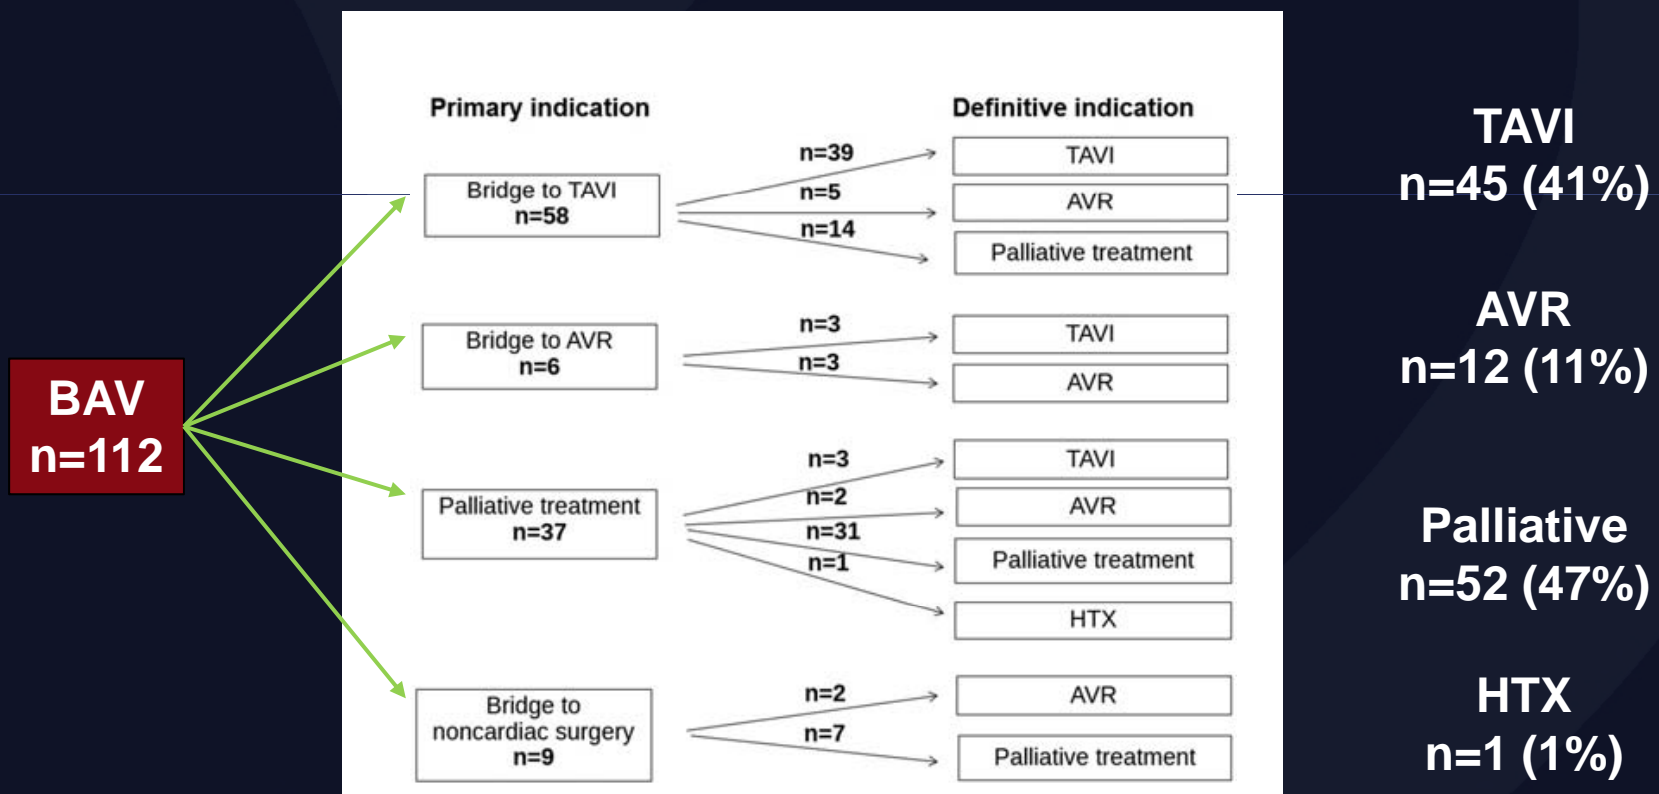 BAV
n=112
Primary indication
Definitive indication
Bridge to TAVI
n=58
n=39
TAVI
n=5
AVR
n=14
Palliative treatment
Bridge to AVR
n=6
n=3
TAVI
n=3
AVR
Palliative treatment
n=37
n=3
TAVI
n=2
AVR
n=31
Palliative treatment
n=1
HTX
Bridge to
noncardiac surgery
n=9
n=2
AVR
n=7
Palliative treatment
TAVI
n=45 (41%)
AVR
n=12 (11%)
Palliative
n=52 (47%)
HTX
n=1 (1%)